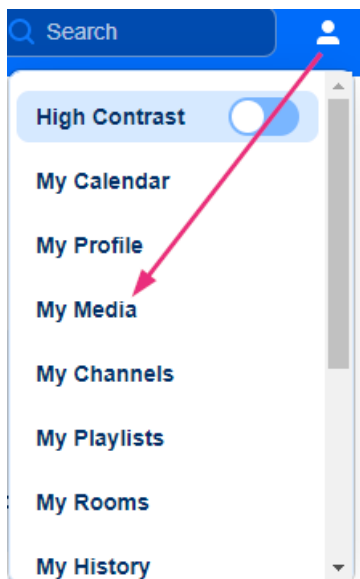 Search
High Contrast
My Calendar
My Profile
My Media
My Channels
My Playlists
My Rooms
My History